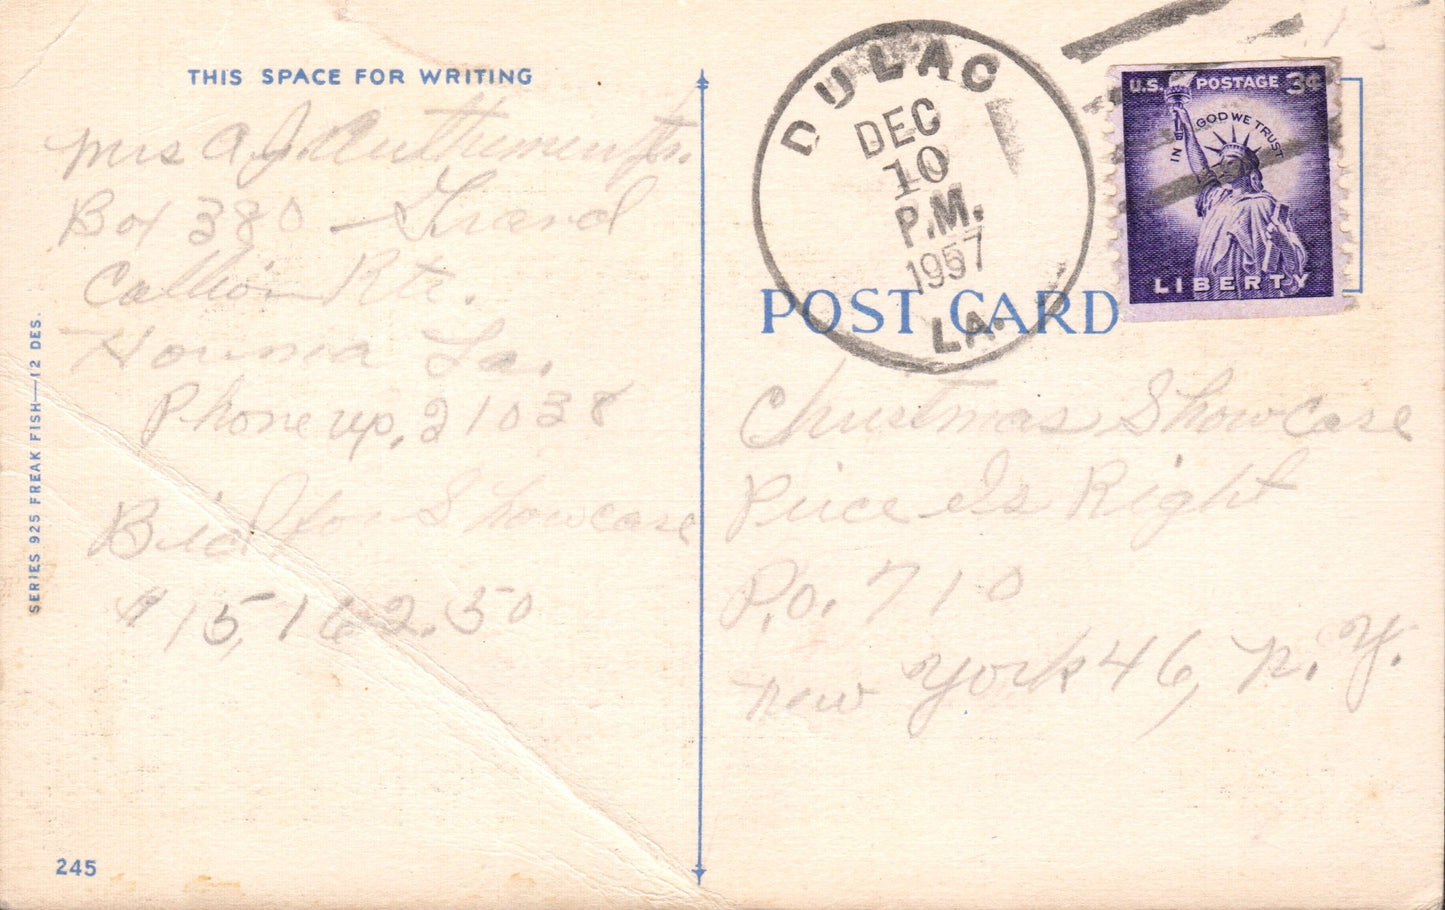 THIS SPACE FOR WRITING
Mrs A. J. Jr.
Box 380 Grand
Caillou Rte.
Houma La.
Phone up. 21038
Bid for Showcase
$15,162.50
SERIES 925 FREAK FISH—12 DES.
245
DULAC
DEC
10
P.M.
1957
LA.
U.S. POSTAGE 3¢
IN GOD WE TRUST
LIBERTY
POST CARD
Christmas Showcase
Price Is Right
P.O. 710
New York 46, N.Y.